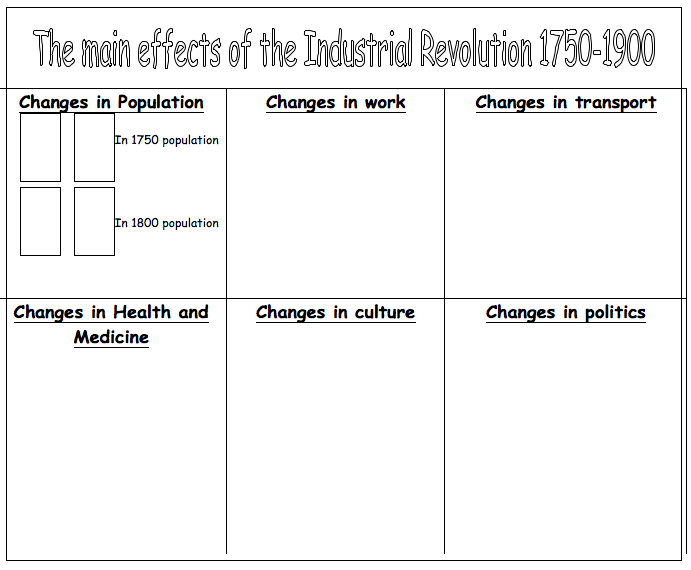 The main effects of the Industrial Revolution 1750-1900
Changes in Population
In 1750 population
In 1800 population
Changes in work
Changes in transport
Changes in Health and
Medicine
Changes in culture
Changes in politics